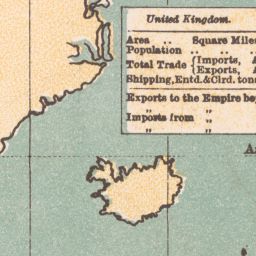 United Kingdom.
Area .. Square Mile
Population .. .. ..
Total Trade { Imports, A
Exports, A
Shipping, Entd. & Clrd. tons
Exports to the Empire be
" "
Imports from "
" "
A